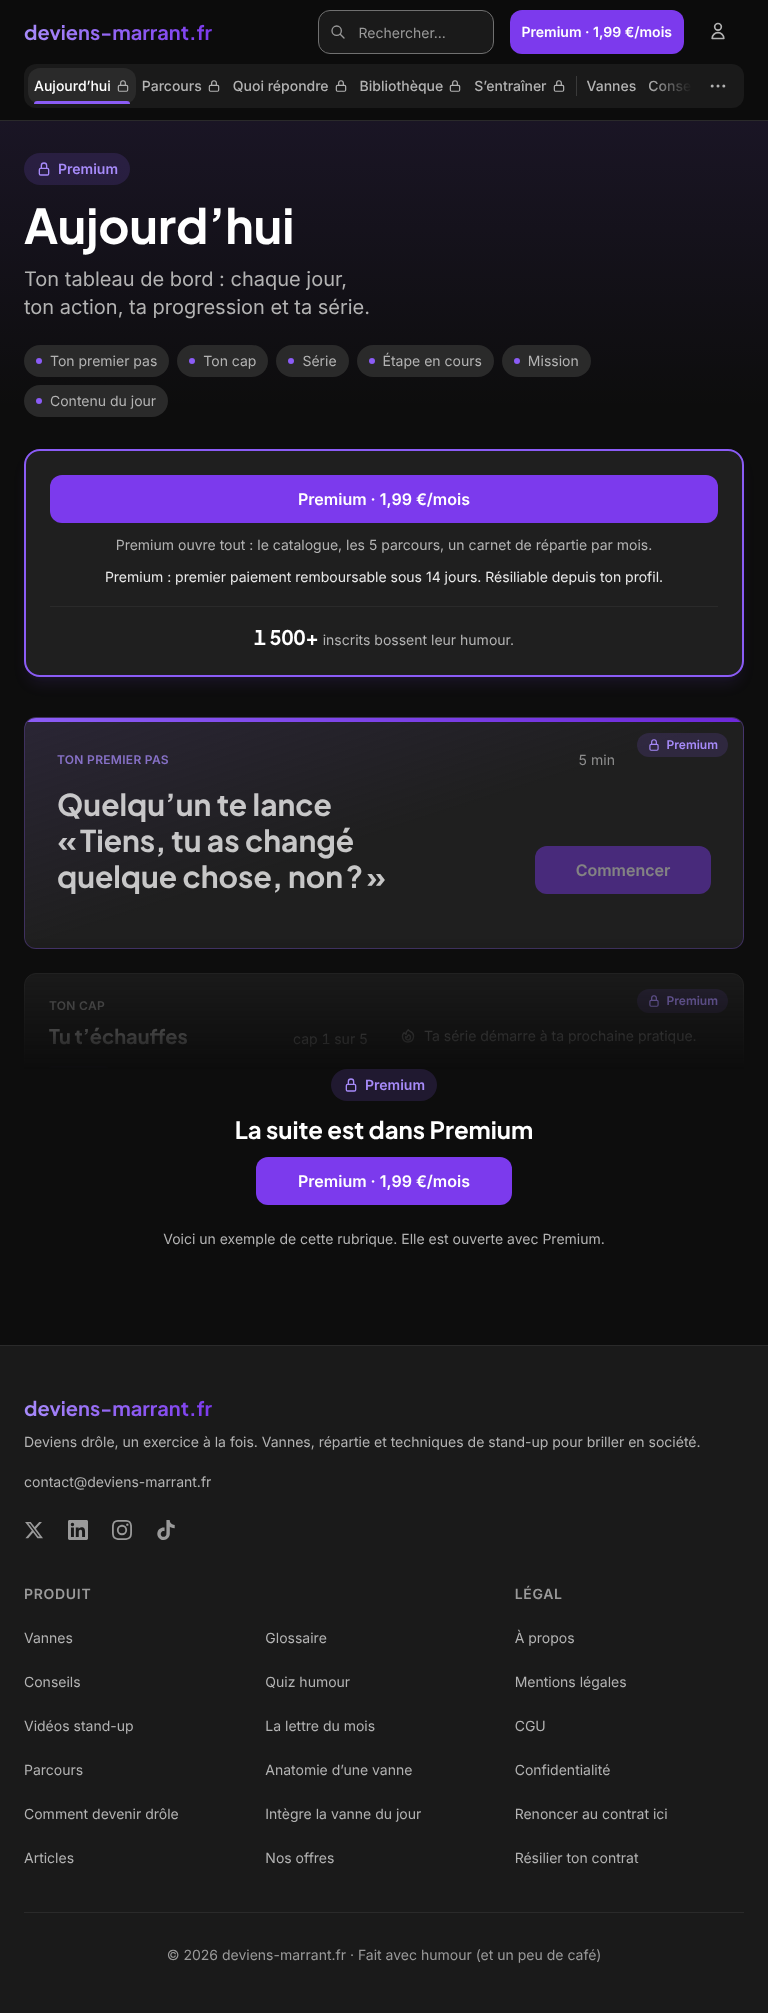 deviens-marrant.fr
Rechercher...
Premium · 1,99 €/mois
Aujourd’hui
Parcours
Quoi répondre
Bibliothèque
S’entraîner
Vannes
Premium
Aujourd’hui
Ton tableau de bord : chaque jour,
ton action, ta progression et ta série.
Ton premier pas
Ton cap
Série
Étape en cours
Mission
Contenu du jour
Premium · 1,99 €/mois
Premium ouvre tout : le catalogue, les 5 parcours, un carnet de répartie par mois.
Premium : premier paiement remboursable sous 14 jours. Résiliable depuis ton profil.
1 500+ inscrits bossent leur humour.
Premium
TON PREMIER PAS
5 min
Quelqu’un te lance
« Tiens, tu as changé
quelque chose, non ? »
Commencer
Premium
TON CAP
Tu t’échauffes
cap 1 sur 5
Ta série démarre à ta prochaine pratique.
Premium
La suite est dans Premium
Premium · 1,99 €/mois
Voici un exemple de cette rubrique. Elle est ouverte avec Premium.
deviens-marrant.fr
Deviens drôle, un exercice à la fois. Vannes, répartie et techniques de stand-up pour briller en société.
contact@deviens-marrant.fr
PRODUIT
Vannes
Conseils
Vidéos stand-up
Parcours
Comment devenir drôle
Articles
Glossaire
Quiz humour
La lettre du mois
Anatomie d’une vanne
Intègre la vanne du jour
Nos offres
LÉGAL
À propos
Mentions légales
CGU
Confidentialité
Renoncer au contrat ici
Résilier ton contrat
© 2026 deviens-marrant.fr · Fait avec humour (et un peu de café)